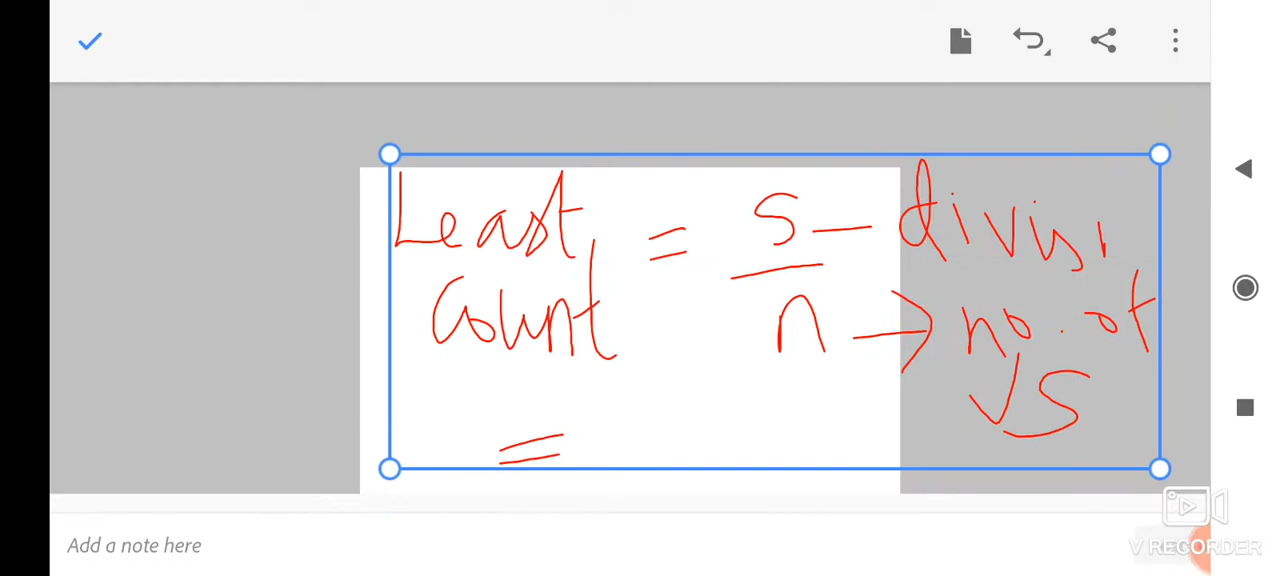 Least = S — divisi
count n → no. of
VS
=
Add a note here
V RECORDER